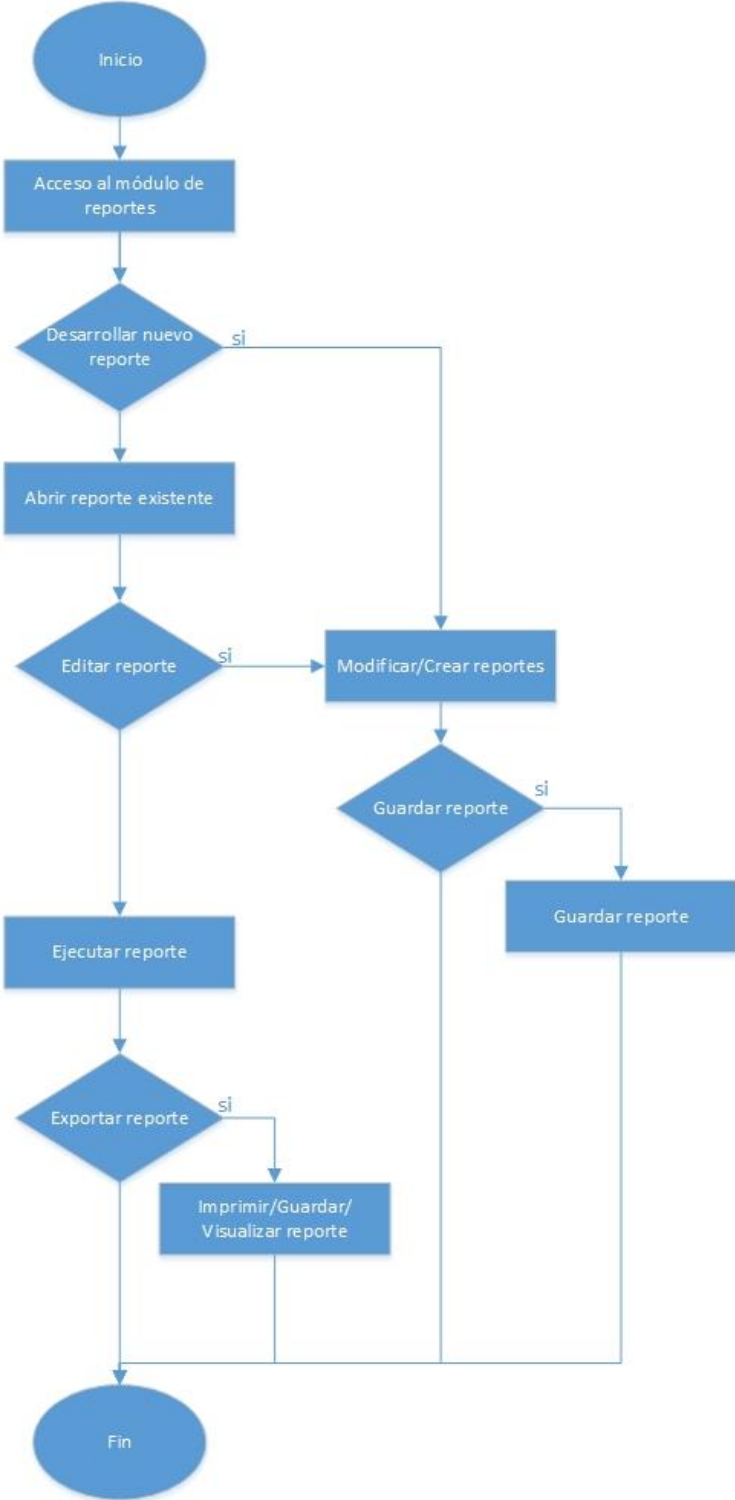 Inicio
Acceso al módulo de
reportes
Desarrollar nuevo
reporte
si
Abrir reporte existente
Editar reporte
si
Modificar/Crear reportes
Guardar reporte
si
Guardar reporte
Ejecutar reporte
Exportar reporte
si
Imprimir/Guardar/
Visualizar reporte
Fin